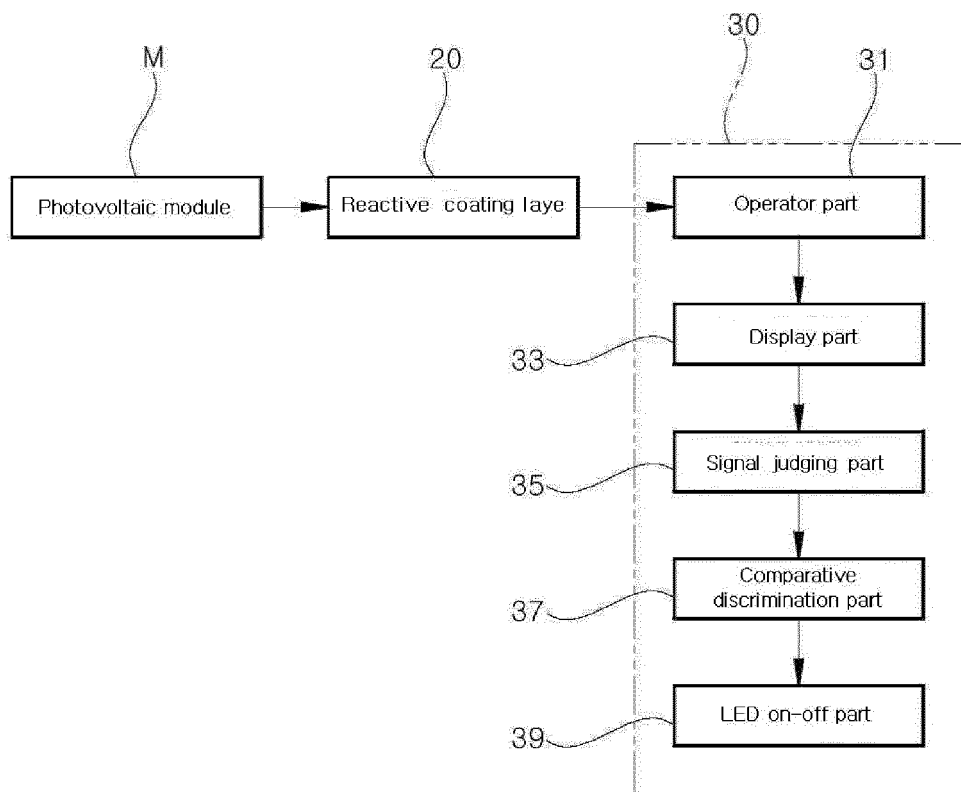 30
M
20
31
Photovoltaic module
Reactive coating laye
Operator part
Display part
33
Signal judging part
35
Comparative
discrimination part
37
LED on-off part
39